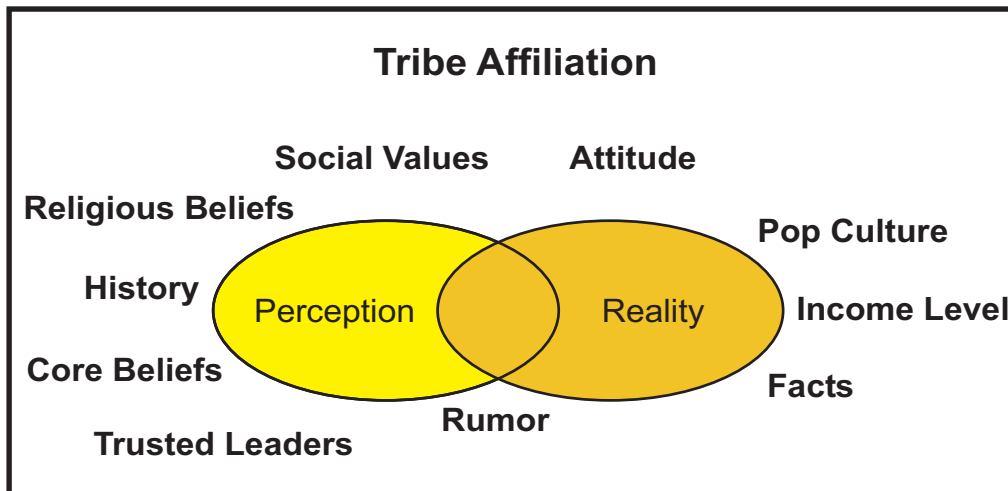 Tribe Affiliation
Social Values
Attitude
Religious Beliefs
Pop Culture
History
Perception
Reality
Income Level
Core Beliefs
Facts
Rumor
Trusted Leaders